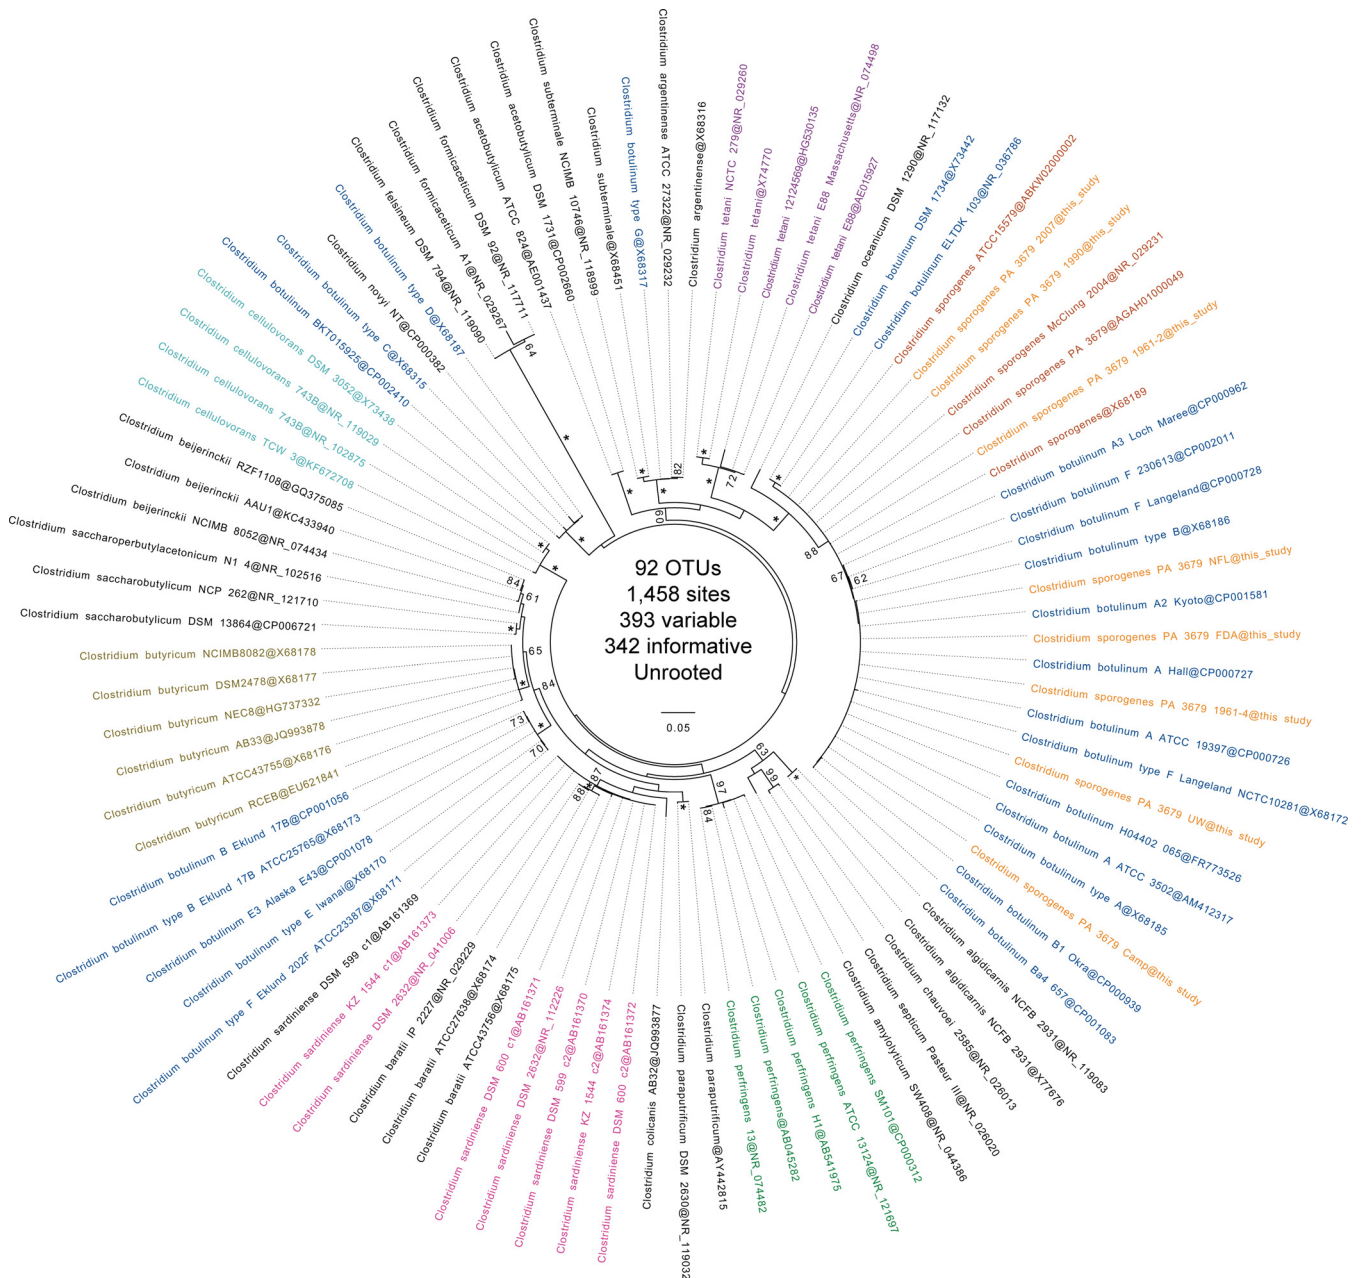 Clostridium argentinense ATCC 27322@NR_029232
Clostridium argentinense@X68316
Clostridium tetani NCTC 279@NR_029260
Clostridium tetani@X74770
Clostridium tetani 12124569@HG530135
Clostridium tetani E88 Massachusetts@NR_074498
Clostridium tetani E88@AE015927
Clostridium oceanicum DSM 1290@NR_117132
Clostridium botulinum DSM 1734@X73442
Clostridium botulinum ELTDK 103@NR_036786
Clostridium sporogenes ATCC15579@ABKW02000002
Clostridium sporogenes PA 3679 2007@this_study
Clostridium sporogenes PA 3679 1990@this_study
Clostridium sporogenes McClung 2004@NR_029231
Clostridium sporogenes PA 3679@AGAH01000049
Clostridium sporogenes PA 3679 1961-2@this_study
Clostridium sporogenes@X68189
Clostridium botulinum A3 Loch Maree@CP000962
Clostridium botulinum F 230613@CP002011
Clostridium botulinum F Langeland@CP000728
Clostridium botulinum type B@X68186
Clostridium sporogenes PA 3679 NFL@this_study
Clostridium botulinum A2 Kyoto@CP001581
Clostridium sporogenes PA 3679 FDA@this_study
Clostridium botulinum A Hall@CP000727
Clostridium sporogenes PA 3679 1961-4@this study
Clostridium botulinum A ATCC 19397@CP000726
Clostridium botulinum type F Langeland NCTC10281@X68172
Clostridium sporogenes PA 3679 UW@this study
Clostridium botulinum H04402 065@FR773526
Clostridium botulinum A ATCC 3502@AM412317
Clostridium botulinum type A@X68185
Clostridium sporogenes PA 3679 Camp@this study
Clostridium botulinum B1 Okra@CP000939
Clostridium botulinum Ba4 657@CP001083
Clostridium algidicarnis NCFB 2931@NR_119083
Clostridium algidicarnis NCFB 2931@X77676
Clostridium chauvoei 2585@NR_026013
Clostridium septicum Pasteur III@NR_026020
Clostridium amylolyticum SW408@NR_044386
Clostridium perfringens SM101@CP000312
Clostridium perfringens ATCC 13124@NR_121697
Clostridium perfringens H1@AB541975
Clostridium perfringens@AB045282
Clostridium perfringens 13@NR_074482
Clostridium paraputrificum@AY442815
Clostridium paraputrificum DSM 2630@NR_119032
Clostridium colicanis AB32@JQ993877
Clostridium sardiniense DSM 600 c2@AB161372
Clostridium sardiniense KZ 1544 c2@AB161374
Clostridium sardiniense DSM 599 c2@AB161370
Clostridium sardiniense DSM 2632@NR_112226
Clostridium sardiniense DSM 600 c1@AB161371
Clostridium baratii ATCC43756@X68175
Clostridium baratii ATCC27638@X68174
Clostridium baratii IP 2227@NR_029229
Clostridium sardiniense DSM 2632@NR_041006
Clostridium sardiniense KZ 1544 c1@AB161373
Clostridium sardiniense DSM 599 c1@AB161369
Clostridium botulinum type F Eklund 202F ATCC23387@X68171
Clostridium botulinum type E Iwanai@X68170
Clostridium botulinum E3 Alaska E43@CP001078
Clostridium botulinum type B Eklund 17B ATCC25765@X68173
Clostridium botulinum B Eklund 17B@CP001056
Clostridium butyricum RCEB@EU621841
Clostridium butyricum ATCC43755@X68176
Clostridium butyricum AB33@JQ993878
Clostridium butyricum NEC8@HG737332
Clostridium butyricum DSM2478@X68177
Clostridium butyricum NCIMB8082@X68178
Clostridium saccharobutylicum DSM 13864@CP006721
Clostridium saccharobutylicum NCP 262@NR_121710
Clostridium saccharoperbutylacetonicum N1 4@NR_102516
Clostridium beijerinckii NCIMB 8052@NR_074434
Clostridium beijerinckii AAU1@KC433940
Clostridium beijerinckii RZF1108@GQ375085
Clostridium cellulovorans TCW 3@KF672708
Clostridium cellulovorans 743B@NR_102875
Clostridium cellulovorans 743B@NR_119029
Clostridium cellulovorans DSM 3052@X73438
Clostridium botulinum BKT015925@CP002410
Clostridium botulinum type C@X68315
Clostridium novyi NT@CP000382
Clostridium botulinum type D@X68187
Clostridium felsineum DSM 794@NR_119090
Clostridium formicaceticum A1@NR_029267
Clostridium formicaceticum DSM 92@NR_117711
Clostridium acetobutylicum ATCC 824@AE001437
Clostridium acetobutylicum DSM 1731@CP002660
Clostridium subterminale NCIMB 10746@NR_118999
Clostridium subterminale@X68451
Clostridium botulinum type G@X68317
64
*
*
*
*
*
*
*
82
*
72
*
*
*
60
88
67
62
92 OTUs
1,458 sites
393 variable
342 informative
Unrooted
0.05
84
61
*
65
84
*
73
*
70
87
88
*
*
97
84
63
99
*